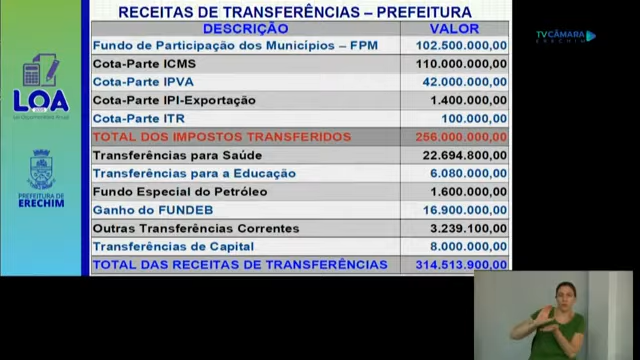 RECEITAS DE TRANSFERÊNCIAS – PREFEITURA
DESCRIÇÃO VALOR
Fundo de Participação dos Municípios – FPM 102.500.000,00
Cota-Parte ICMS 110.000.000,00
Cota-Parte IPVA 42.000.000,00
Cota-Parte IPI-Exportação 1.400.000,00
Cota-Parte ITR 100.000,00
TOTAL DOS IMPOSTOS TRANSFERIDOS 256.000.000,00
Transferências para Saúde 22.694.800,00
Transferências para a Educação 6.080.000,00
Fundo Especial do Petróleo 1.600.000,00
Ganho do FUNDEB 16.900.000,00
Outras Transferências Correntes 3.239.100,00
Transferências de Capital 8.000.000,00
TOTAL DAS RECEITAS DE TRANSFERÊNCIAS 314.513.900,00
LOA
PREFEITURA DE
ERECHIM
TVCÂMARA
ERECHIM